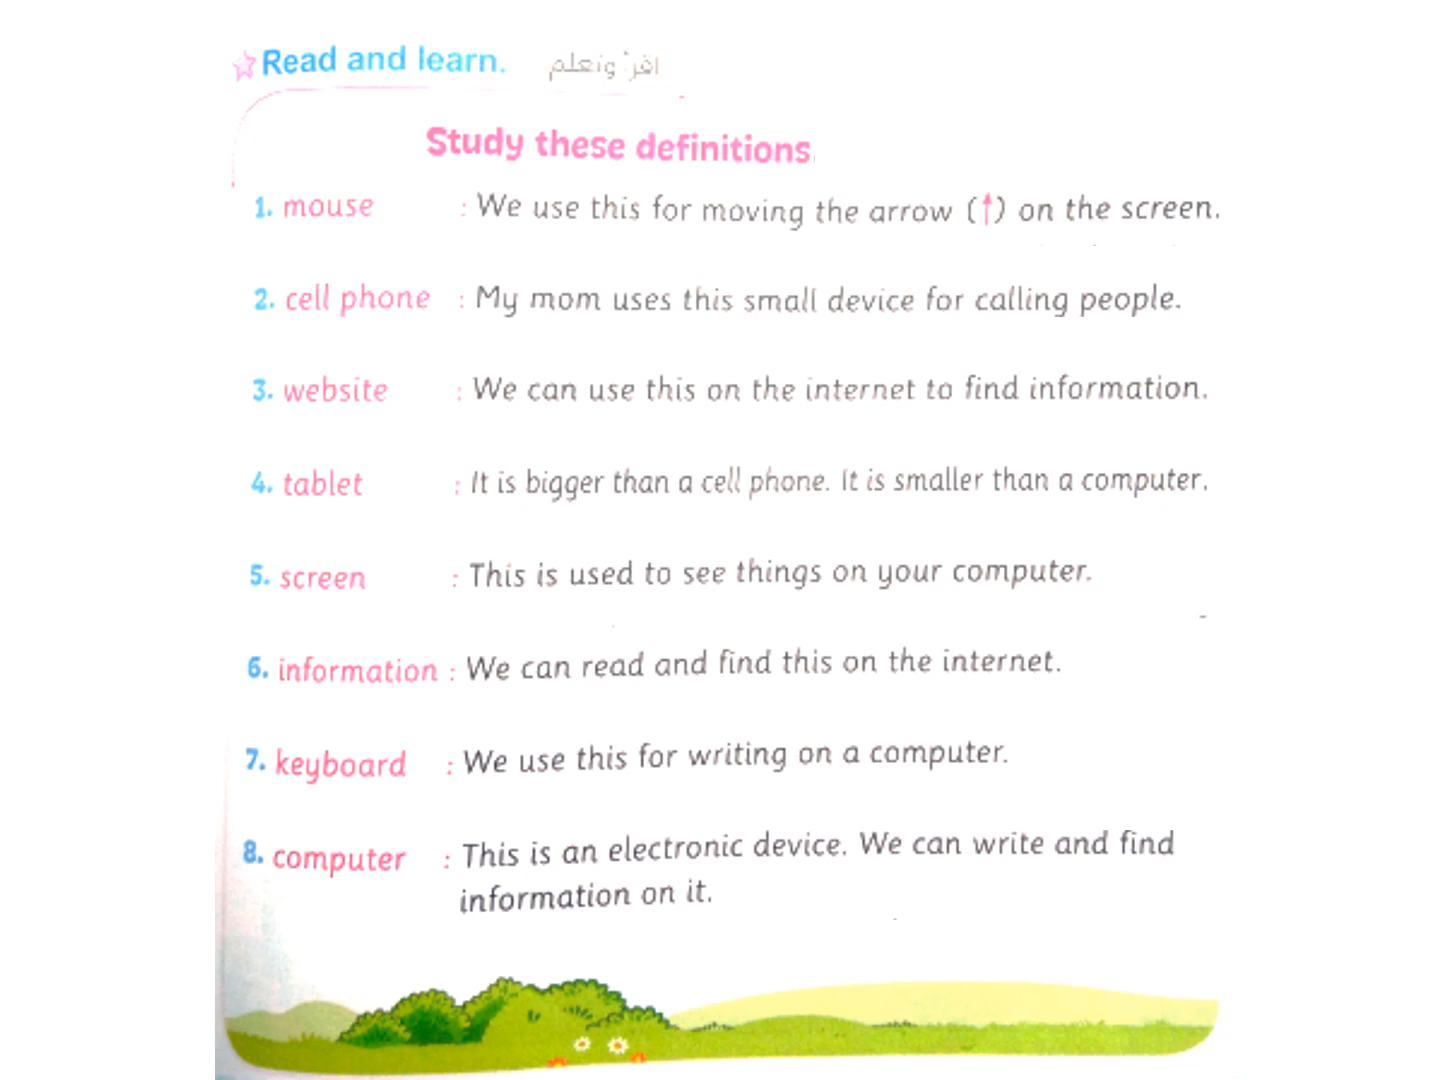 Read and learn. اقرأ وتعلم
Study these definitions
1. mouse : We use this for moving the arrow (↑) on the screen.
2. cell phone : My mom uses this small device for calling people.
3. website : We can use this on the internet to find information.
4. tablet : It is bigger than a cell phone. It is smaller than a computer.
5. screen : This is used to see things on your computer.
6. information : We can read and find this on the internet.
7. keyboard : We use this for writing on a computer.
8. computer : This is an electronic device. We can write and find
information on it.